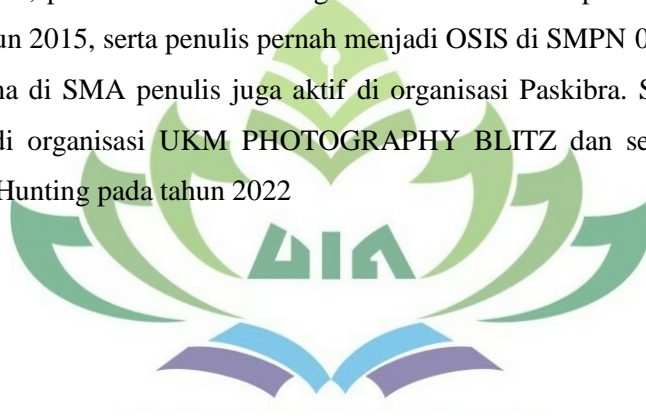 un 2015, serta penulis pernah menjadi OSIS di SMPN 0
na di SMA penulis juga aktif di organisasi Paskibra. S
di organisasi UKM PHOTOGRAPHY BLITZ dan se
Hunting pada tahun 2022
UIN